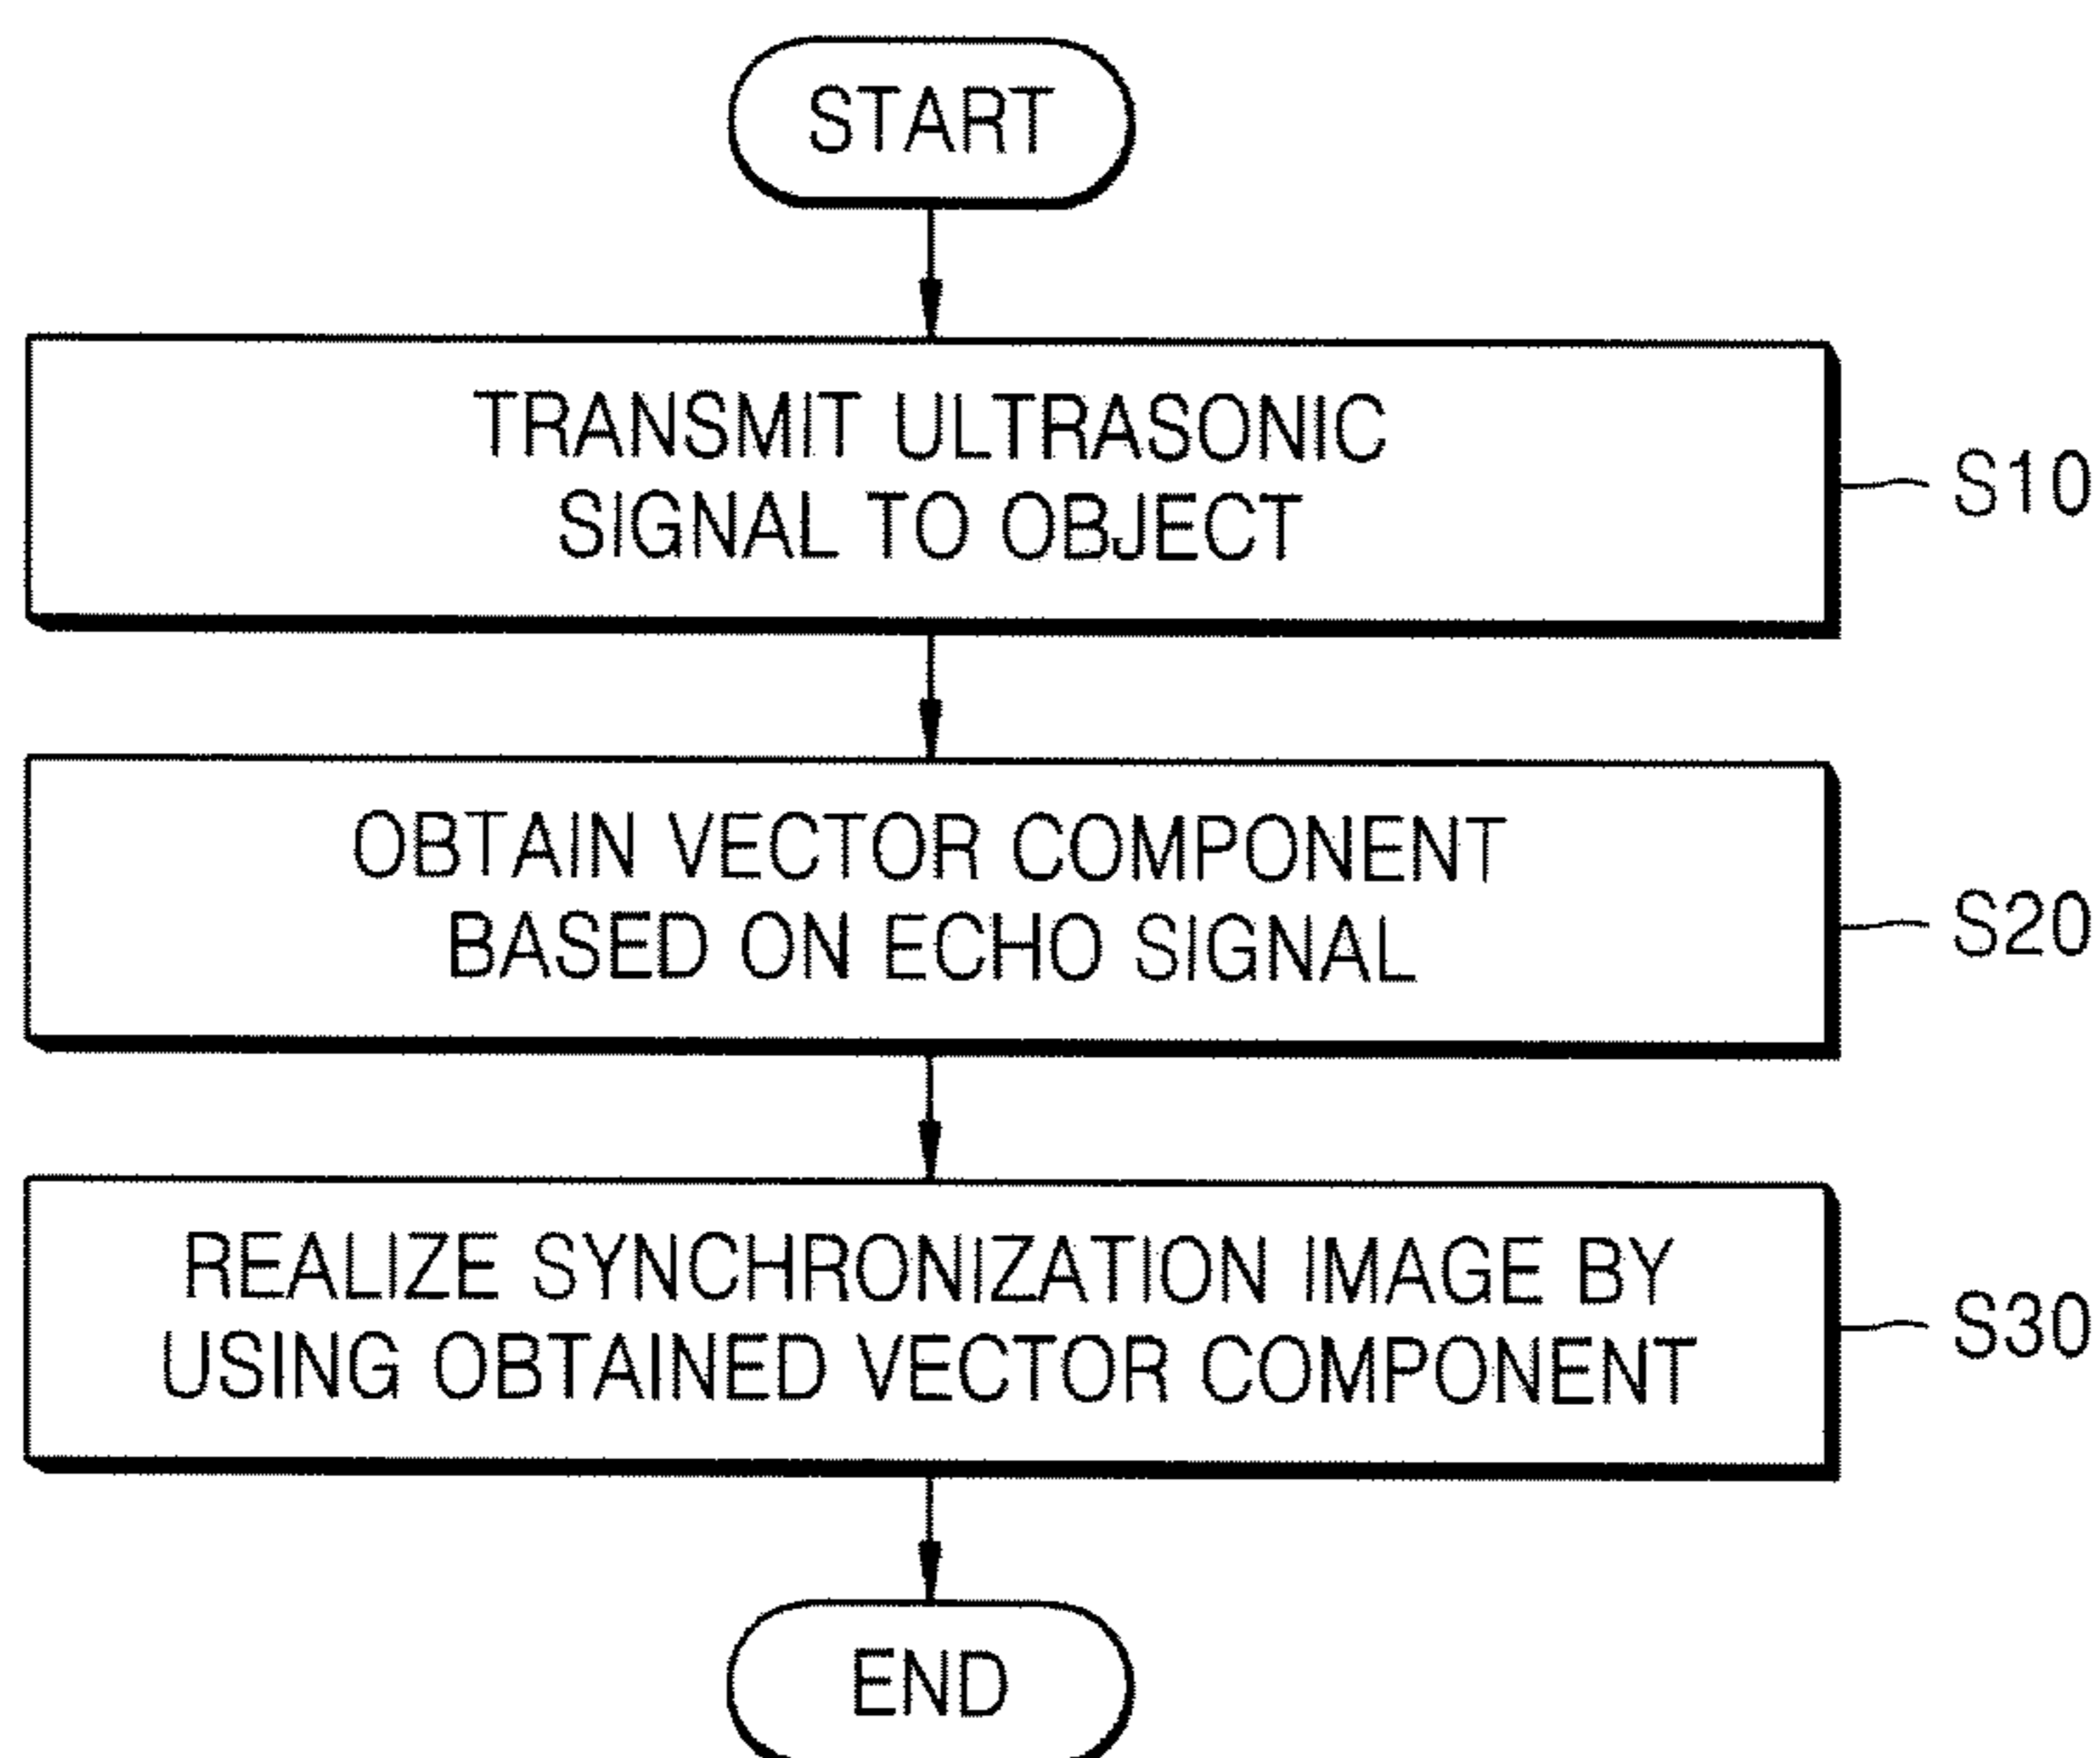 START
TRANSMIT ULTRASONIC
SIGNAL TO OBJECT
S10
OBTAIN VECTOR COMPONENT
BASED ON ECHO SIGNAL
S20
REALIZE SYNCHRONIZATION IMAGE BY
USING OBTAINED VECTOR COMPONENT
S30
END